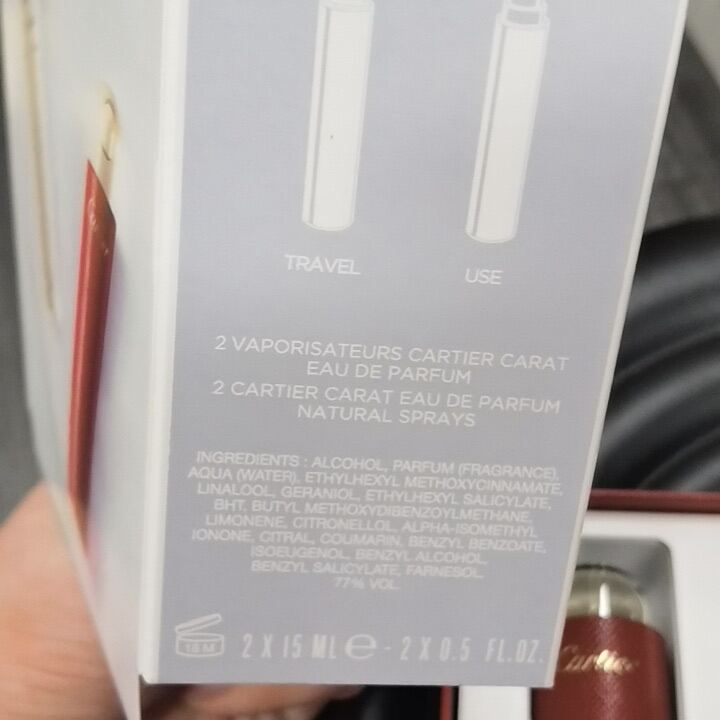 TRAVEL
USE
2 VAPORISATEURS CARTIER CARAT
EAU DE PARFUM
2 CARTIER CARAT EAU DE PARFUM
NATURAL SPRAYS
INGREDIENTS : ALCOHOL, PARFUM (FRAGRANCE),
AQUA (WATER), ETHYLHEXYL METHOXYCINNAMATE,
LINALOOL, GERANIOL, ETHYLHEXYL SALICYLATE,
BHT, BUTYL METHOXYDIBENZOYLMETHANE,
LIMONENE, CITRONELLOL, ALPHA-ISOMETHYL
IONONE, CITRAL, COUMARIN, BENZYL BENZOATE,
ISOEUGENOL, BENZYL ALCOHOL,
BENZYL SALICYLATE, FARNESOL.
77% VOL.
18 M
2 X 15 ML ℮ - 2 X 0.5 FL.OZ.
Cartier